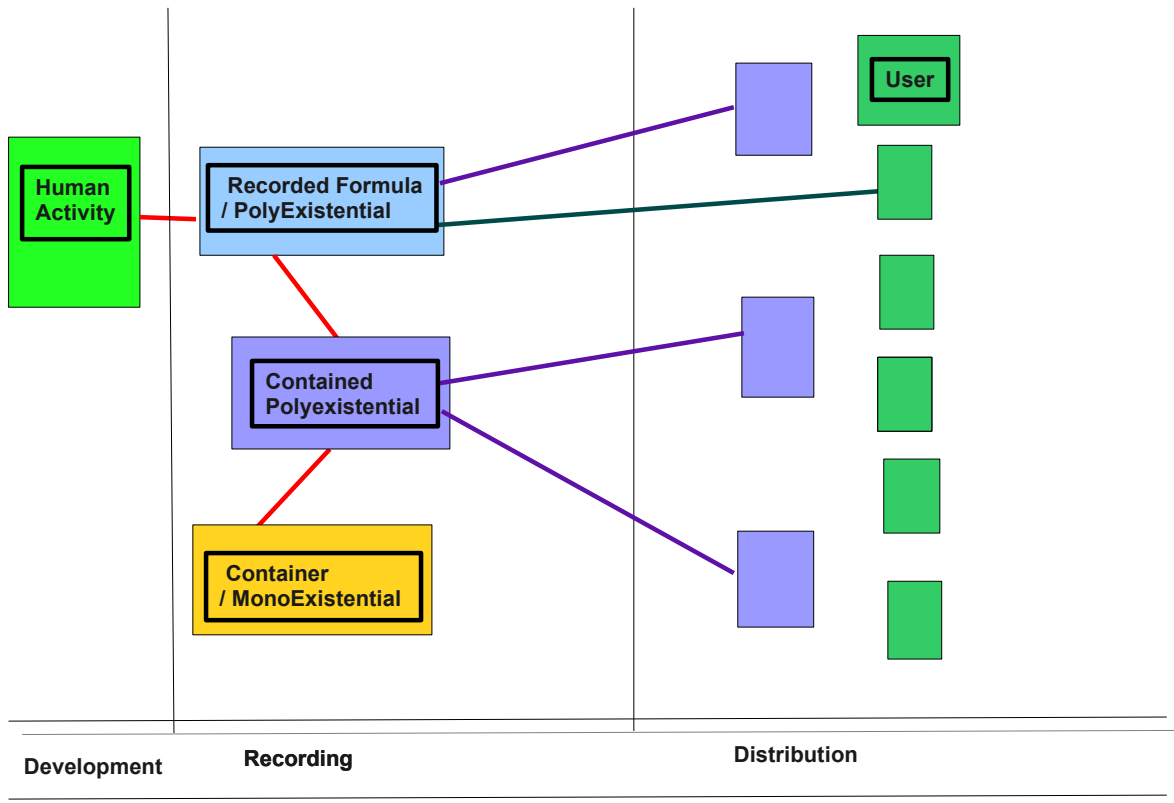 User
Human
Activity
Recorded Formula
/ PolyExistential
Contained
Polyexistential
Container
/ MonoExistential
Development
Recording
Distribution